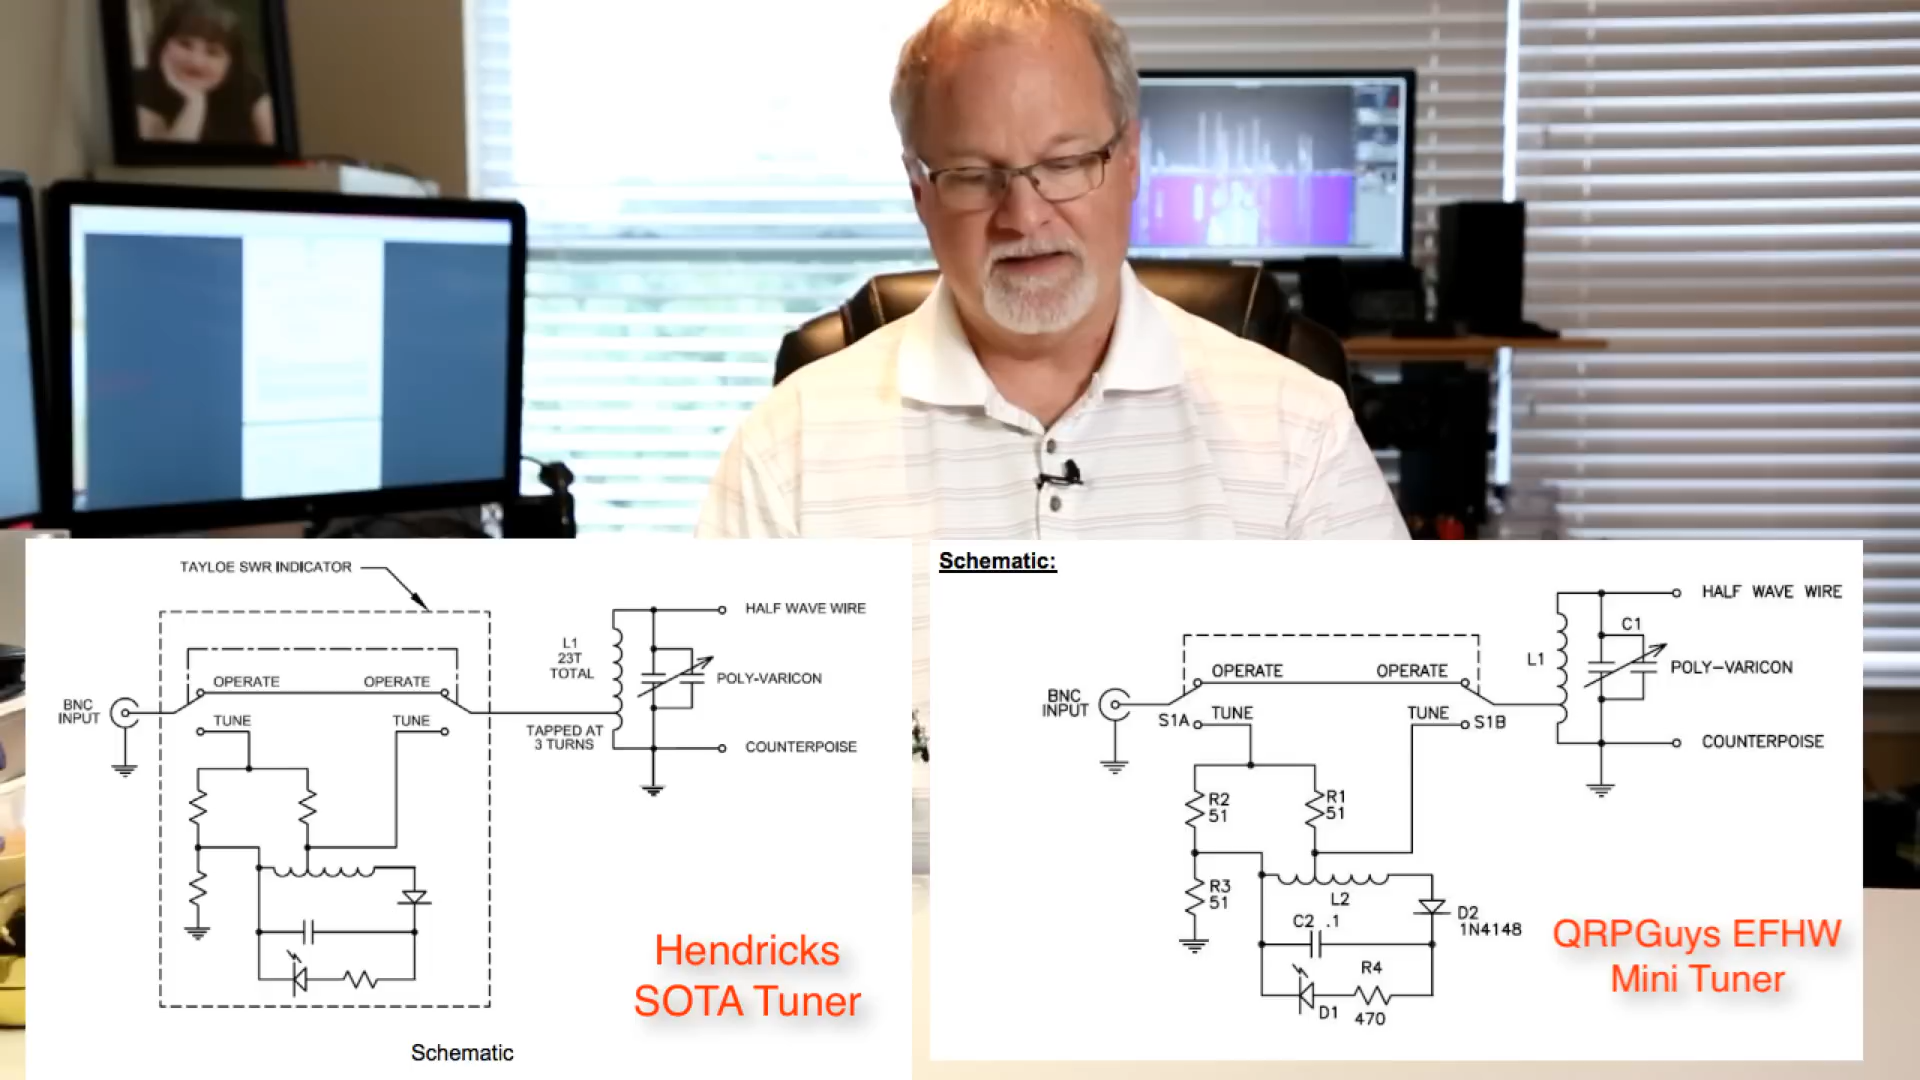 TAYLOE SWR INDICATOR
HALF WAVE WIRE
L1
23T
TOTAL
POLY-VARICON
OPERATE
OPERATE
BNC
INPUT
TUNE
TUNE
TAPPED AT
3 TURNS
COUNTERPOISE
Hendricks
SOTA Tuner
Schematic
Schematic:
HALF WAVE WIRE
C1
L1
POLY-VARICON
OPERATE
OPERATE
BNC
INPUT
S1A
TUNE
TUNE
S1B
COUNTERPOISE
R2
51
R1
51
R3
51
L2
D2
1N4148
C2 .1
R4
D1
470
QRPGuys EFHW
Mini Tuner